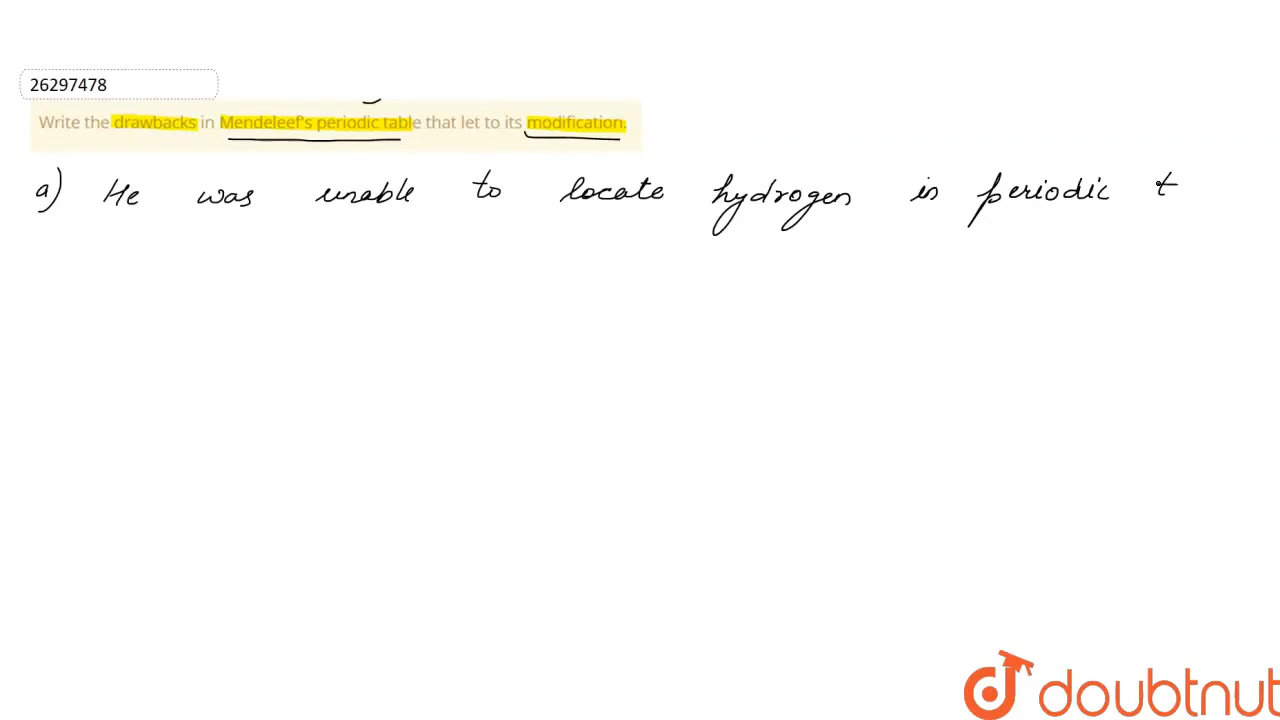 26297478
Write the drawbacks in Mendeleef's periodic table that let to its modification.
a) He was unable to locate hydrogen in periodic t
doubtnut